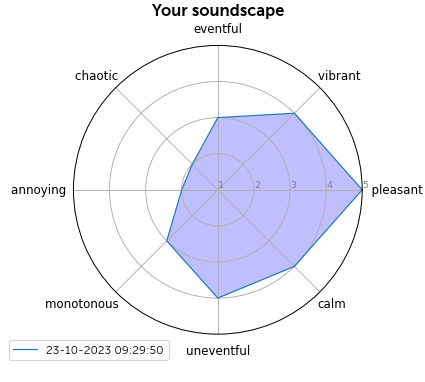 Your soundscape
eventful
chaotic
vibrant
annoying
1 2 3 4 5
pleasant
monotonous
calm
uneventful
23-10-2023 09:29:50